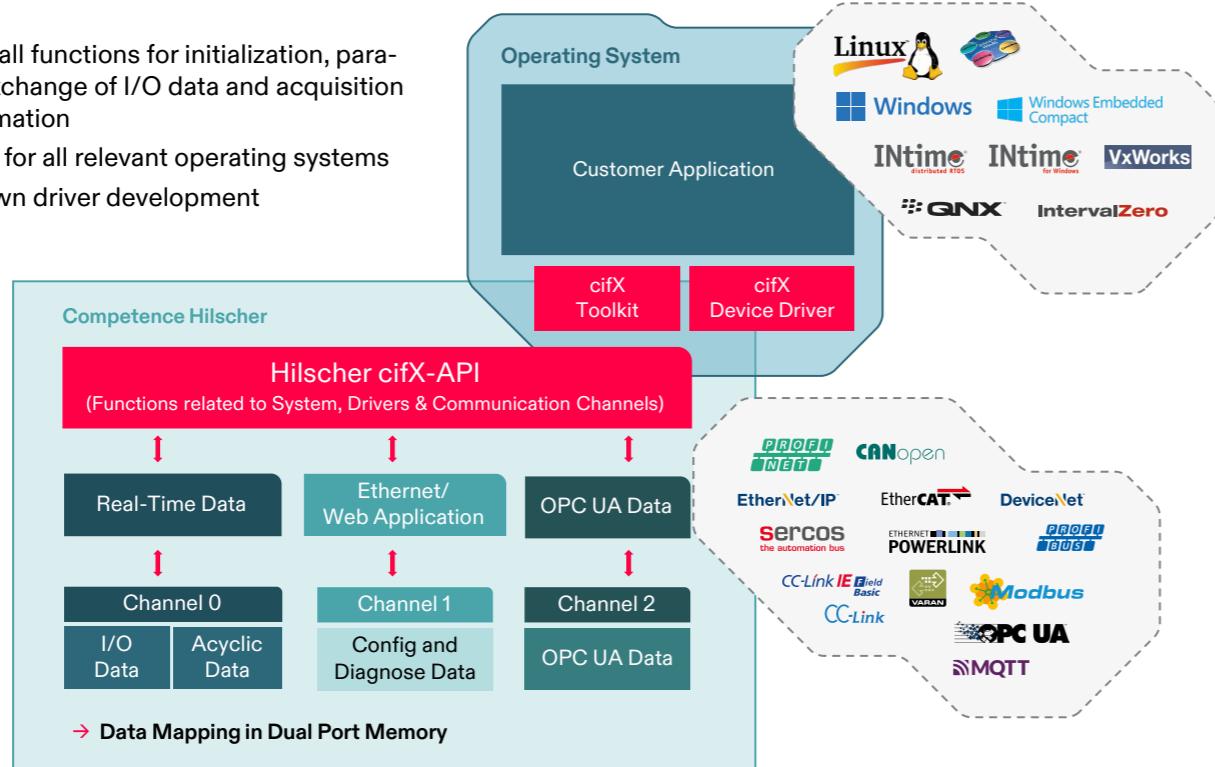 all functions for initialization, para-
change of I/O data and acquisition
mation
for all relevant operating systems
wn driver development
Operating System
Customer Application
cifX
Toolkit
cifX
Device Driver
Linux
Windows
Windows Embedded
Compact
INtime
distributed RTOS
INtime
for Windows
VxWorks
QNX
IntervalZero
Competence Hilscher
Hilscher cifX-API
(Functions related to System, Drivers & Communication Channels)
Real-Time Data
Ethernet/
Web Application
OPC UA Data
Channel 0
Channel 1
Channel 2
I/O
Data
Acyclic
Data
Config and
Diagnose Data
OPC UA Data
→ Data Mapping in Dual Port Memory
PROFI
NET
CANopen
EtherNet/IP
EtherCAT
DeviceNet
sercos
the automation bus
ETHERNET
POWERLINK
PROFI
BUS
CC-Link IE Field
Basic
CC-Link
VARAN
Modbus
OPC UA
MQTT